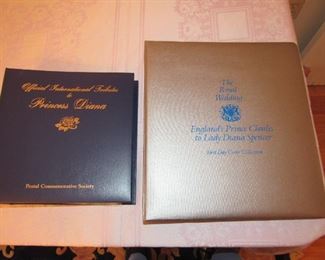 Official International Tributes
to
Princess Diana
Postal Commemorative Society
The
Royal
Wedding
England's Prince Charles
to Lady Diana Spencer
First Day Cover Collection